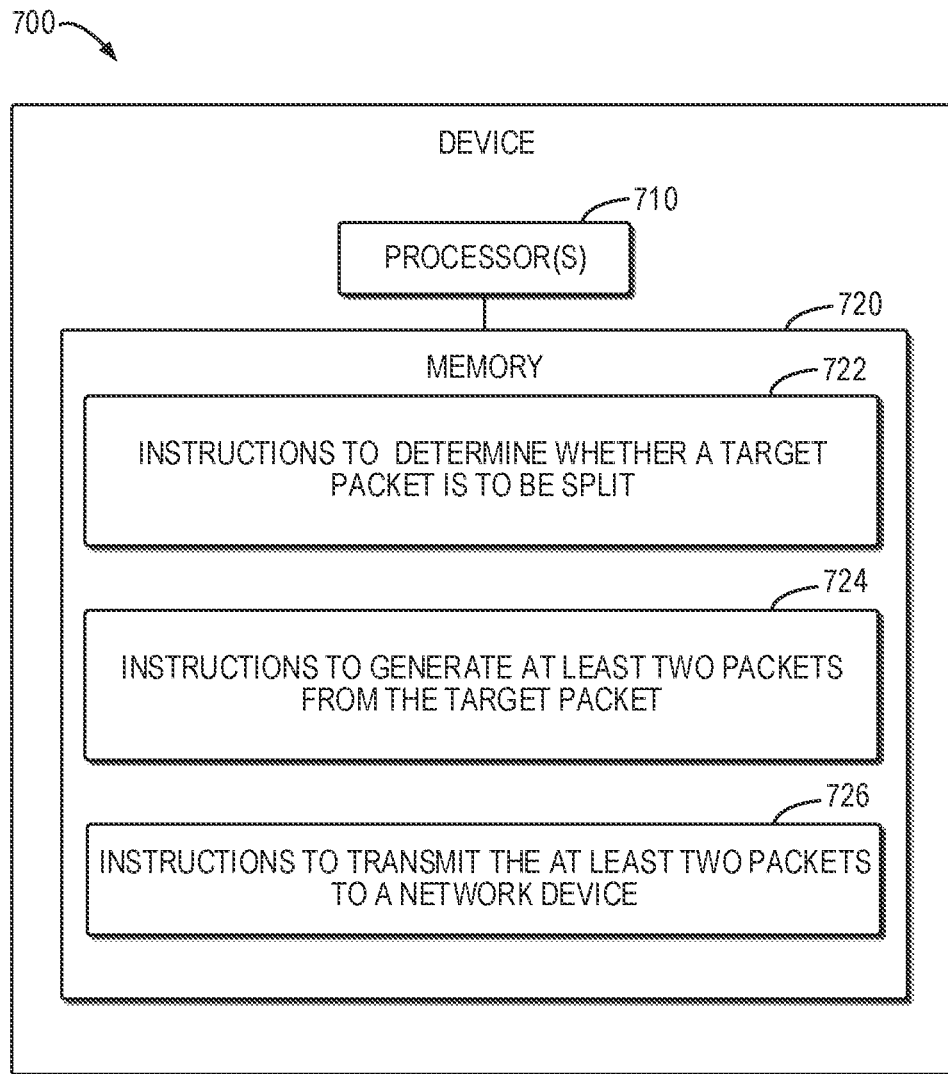 700
DEVICE
710
PROCESSOR(S)
720
MEMORY
722
INSTRUCTIONS TO DETERMINE WHETHER A TARGET
PACKET IS TO BE SPLIT
724
INSTRUCTIONS TO GENERATE AT LEAST TWO PACKETS
FROM THE TARGET PACKET
726
INSTRUCTIONS TO TRANSMIT THE AT LEAST TWO PACKETS
TO A NETWORK DEVICE